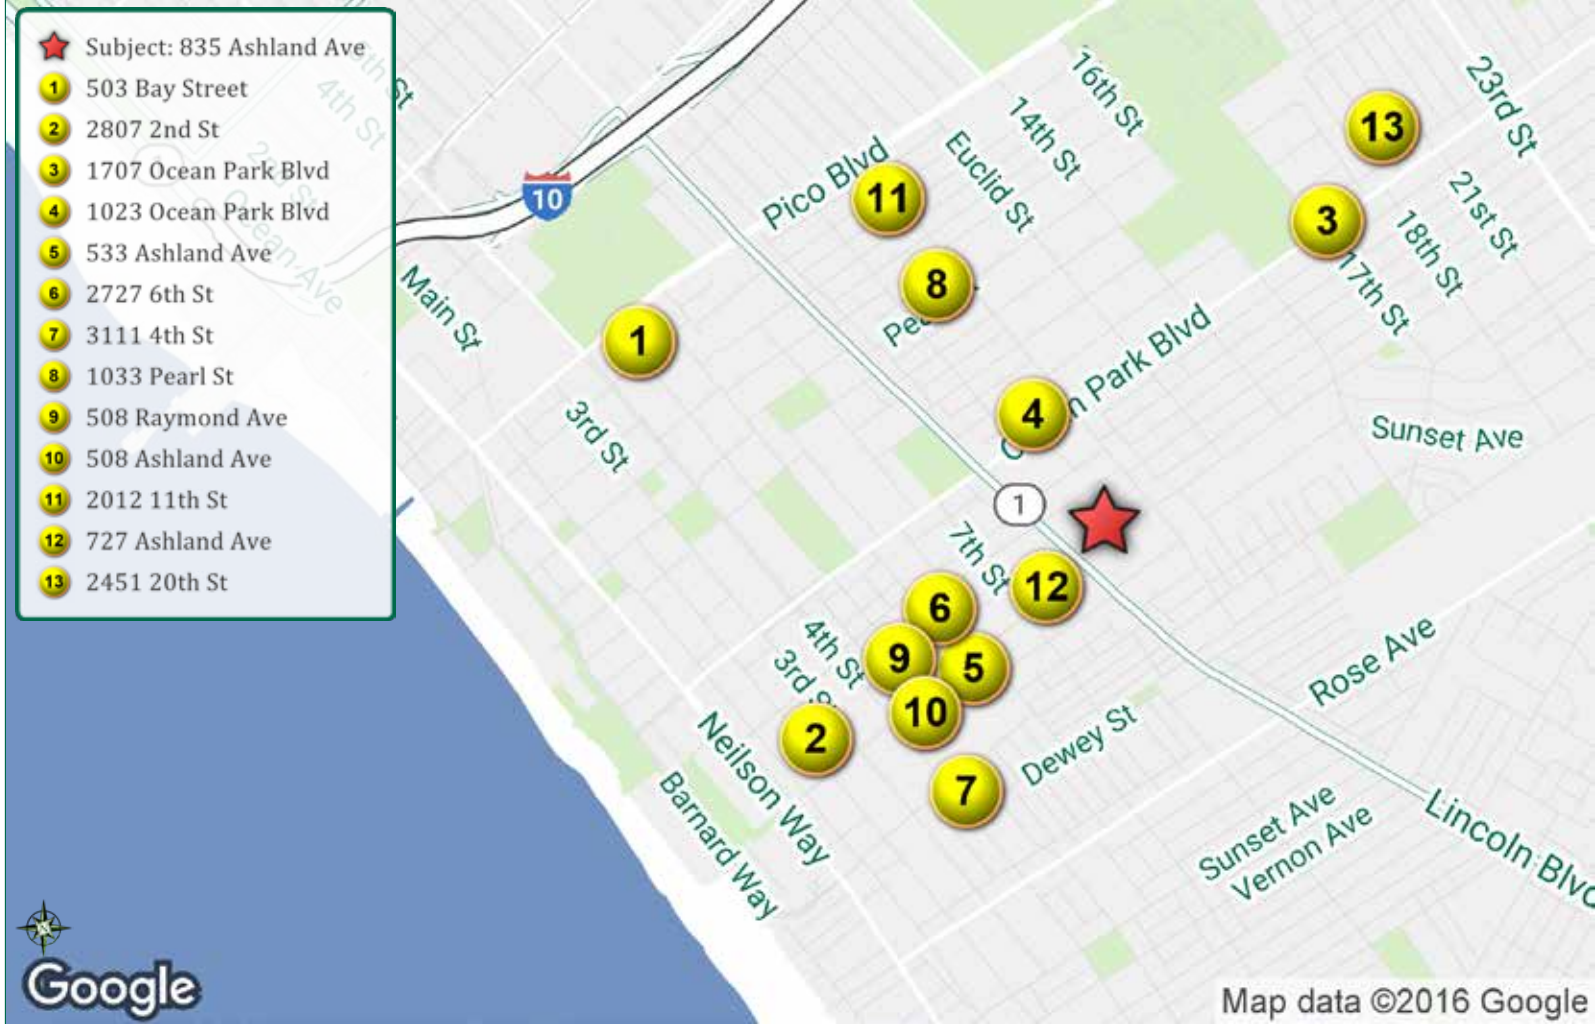 Subject: 835 Ashland Ave
1 503 Bay Street
2 2807 2nd St
3 1707 Ocean Park Blvd
4 1023 Ocean Park Blvd
5 533 Ashland Ave
6 2727 6th St
7 3111 4th St
8 1033 Pearl St
9 508 Raymond Ave
10 508 Ashland Ave
11 2012 11th St
12 727 Ashland Ave
13 2451 20th St
4th St
Ocean Ave
10
Main St
3rd St
Pico Blvd
Euclid St
14th St
16th St
23rd St
21st St
18th St
17th St
Park Blvd
Sunset Ave
1
7th St
4th St
3rd
Neilson Way
Barnard Way
Dewey St
Rose Ave
Sunset Ave
Vernon Ave
Lincoln Blvd
1
2
3
4
5
6
7
8
9
10
11
12
13
Google
Map data ©2016 Google